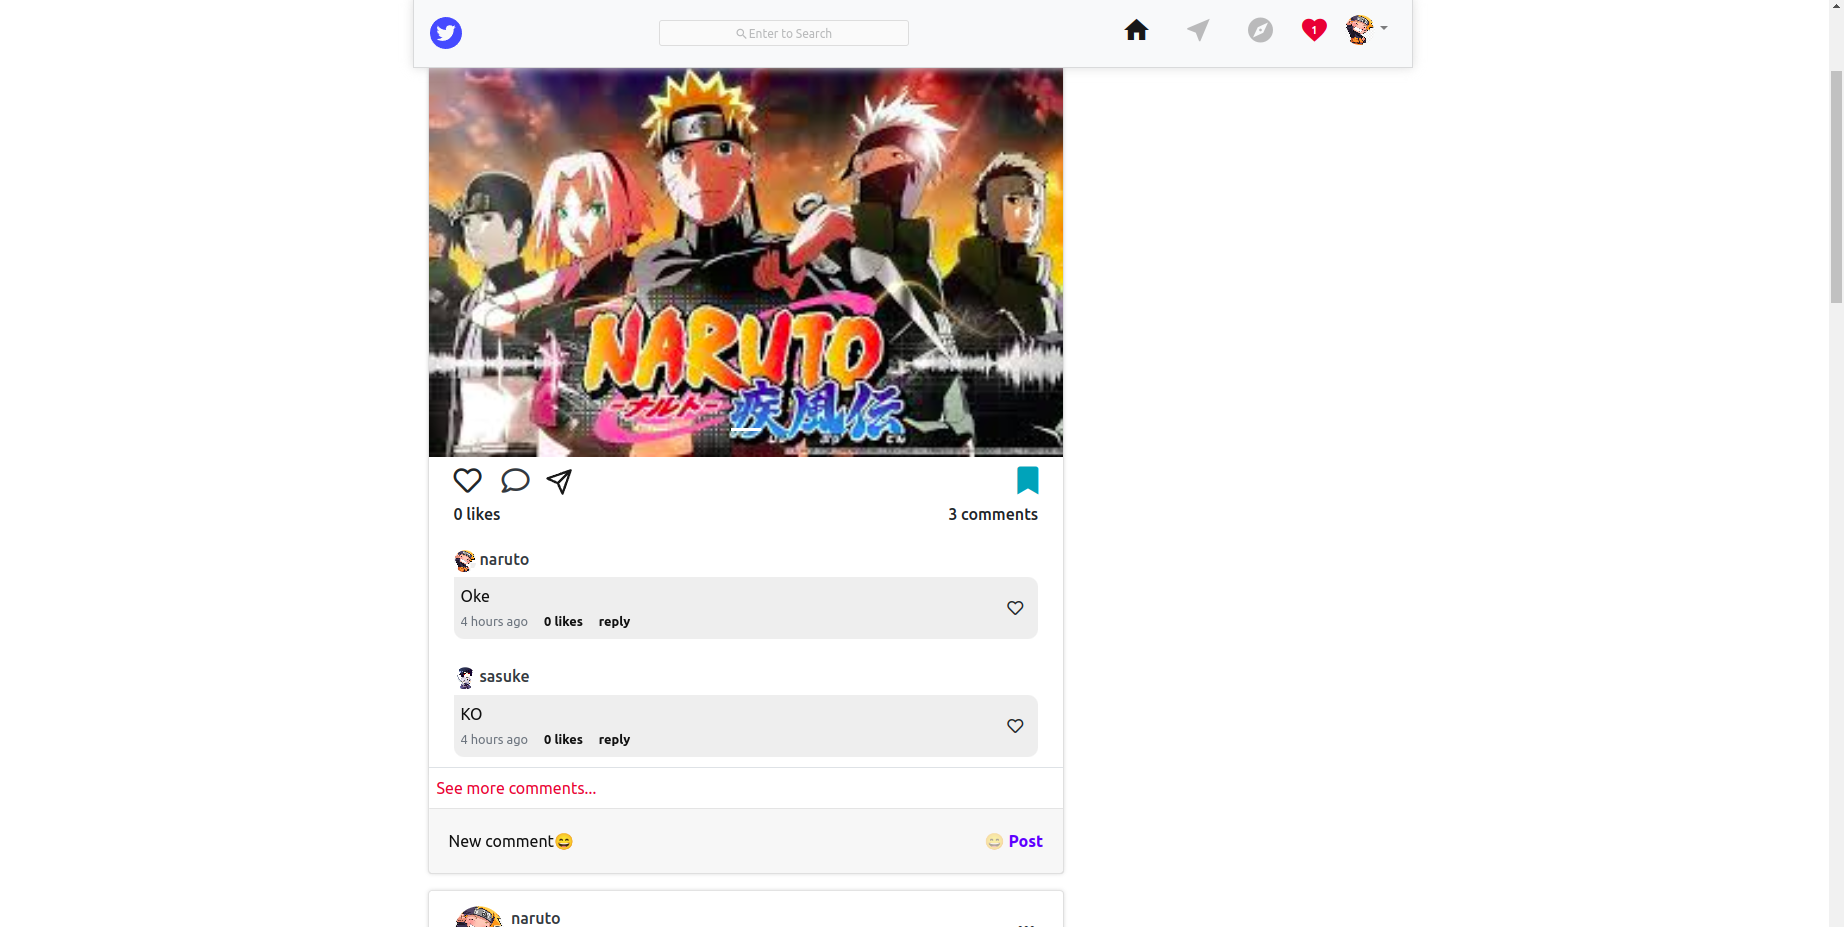 Enter to Search
1
NARUTO
-ナルト-
疾風伝
0 likes
3 comments
naruto
Oke
4 hours ago 0 likes reply
sasuke
KO
4 hours ago 0 likes reply
See more comments...
New comment😄
😄 Post
naruto
...